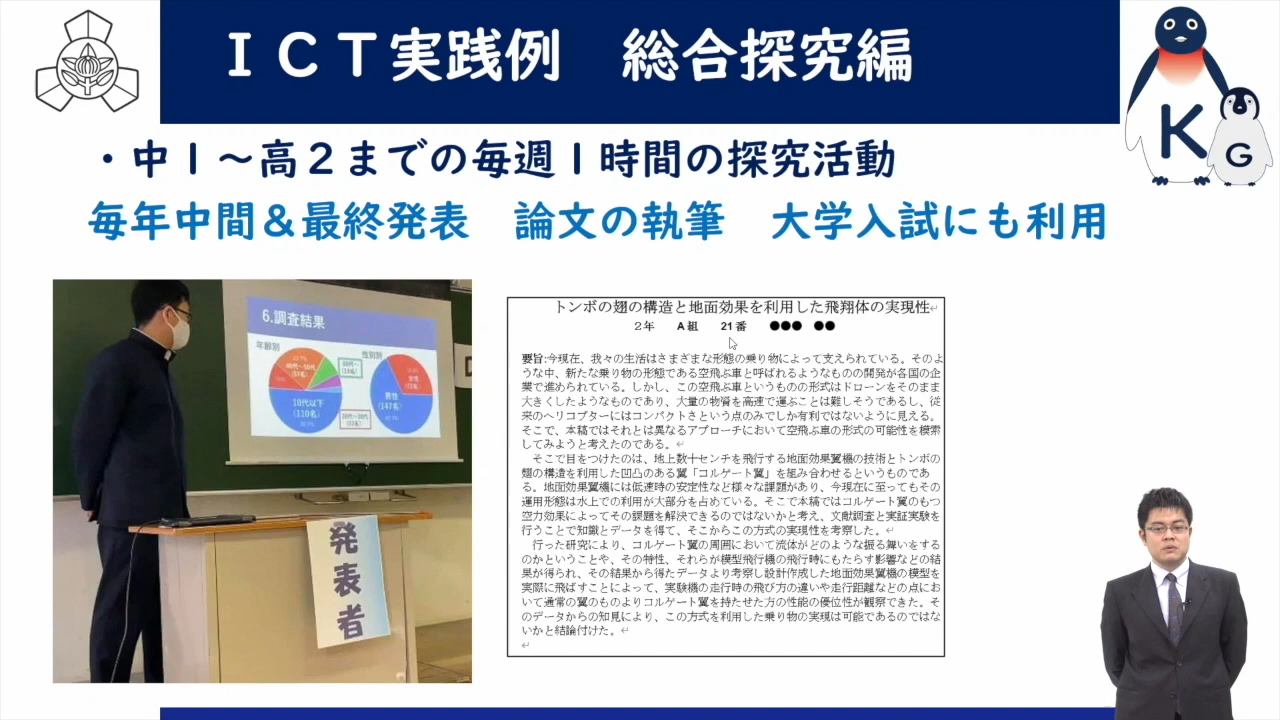 ICT実践例　総合探究編
K
G
・中1～高2までの毎週1時間の探究活動
毎年中間＆最終発表　論文の執筆　大学入試にも利用
6.調査結果
年齢別
性別
10代以下
(110名)
男性
(147名)
発表者
トンボの翅の構造と地面効果を利用した飛翔体の実現性
2年　A組　21番　●●●　●●
要旨:今現在、我々の生活はさまざまな形態の乗り物によって支えられている。そのよ
うな中、新たな乗り物の形態である空飛ぶ車と呼ばれるようなものの開発が各国の企
業で進められている。しかし、この空飛ぶ車というものの形式はドローンをそのまま
大きくしたようなものであり、大量の物資を高速で運ぶことは難しそうであるし、従
来のヘリコプターにはコンパクトさという点のみでしか有利ではないように見える。
そこで、本稿ではそれとは異なるアプローチにおいて空飛ぶ車の形式の可能性を模索
してみようと考えたのである。
そこで目をつけたのは、地上数十センチを飛行する地面効果翼機の技術とトンボの
翅の構造を利用した凹凸のある翼「コルゲート翼」を組み合わせるというものであ
る。地面効果翼機には低速時の安定性など様々な課題があり、今現在に至ってもその
運用形態は水上での利用が大部分を占めている。そこで本稿ではコルゲート翼のもつ
空力効果によってその課題を解決できるのではないかと考え、文献調査と実証実験を
行うことで知識とデータを得て、そこからこの方式の実現性を考察した。
行った研究により、コルゲート翼の周囲において流体がどのような振る舞いをする
のかということや、その特性、それらが模型飛行機の飛行時にもたらす影響などの結
果が得られ、その結果から得たデータより考察し設計作成した地面効果翼機の模型を
実際に飛ばすことによって、実験機の走行時の飛び方の違いや走行距離などの点にお
いて通常の翼のものよりコルゲート翼を持たせた方の性能の優位性が観察できた。そ
のデータからの知見により、この方式を利用した乗り物の実現は可能であるのではな
いかと結論付けた。